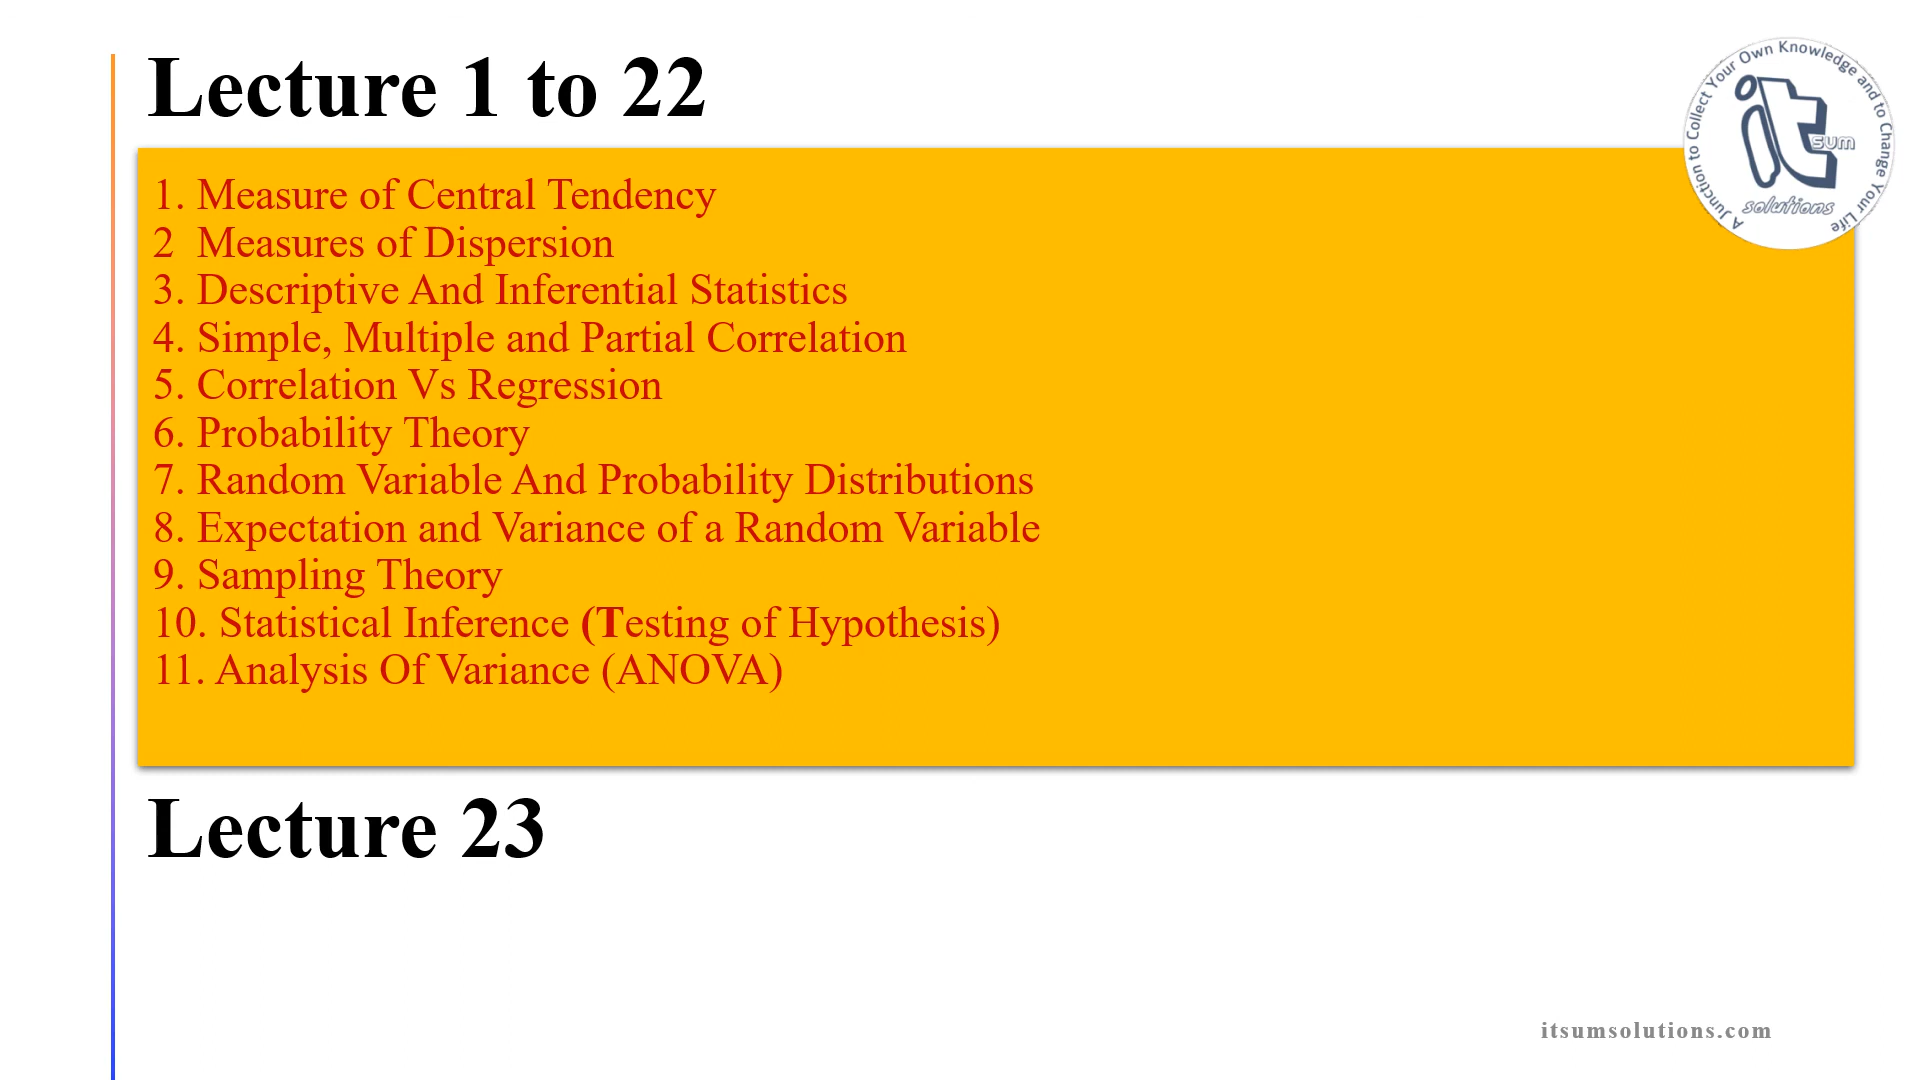 Lecture 1 to 22
A Junction to Collect Your Own Knowledge and to Change Your Life
it
sum
solutions
1. Measure of Central Tendency
2  Measures of Dispersion
3. Descriptive And Inferential Statistics
4. Simple, Multiple and Partial Correlation
5. Correlation Vs Regression
6. Probability Theory
7. Random Variable And Probability Distributions
8. Expectation and Variance of a Random Variable
9. Sampling Theory
10. Statistical Inference (Testing of Hypothesis)
11. Analysis Of Variance (ANOVA)
Lecture 23
itsumsolutions.com